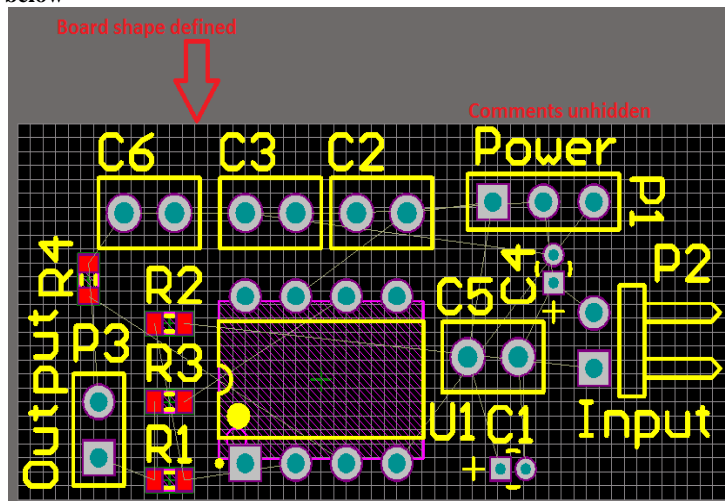 below
Board shape defined
Comments unhidden
C6
C3
C2
Power
P1
R4
R2
C5
C4
P2
P3
R3
Output
U1
C1
Input
R1
+
+